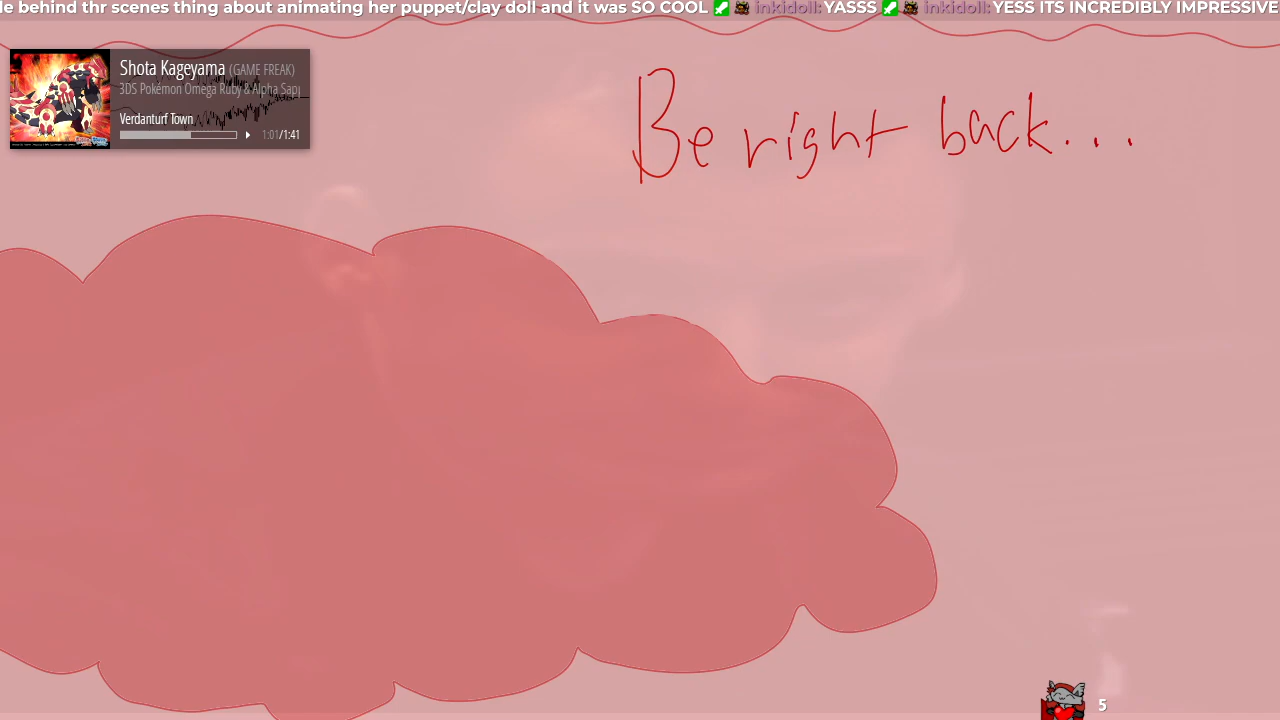 le behind thr scenes thing about animating her puppet/clay doll and it was SO COOL inkidoll: YASSS inkidoll: YESS ITS INCREDIBLY IMPRESSIVE
Shota Kageyama (GAME FREAK)
3DS Pokémon Omega Ruby & Alpha Sapp
Verdanturf Town
1:01/1:41
Be right back...
5